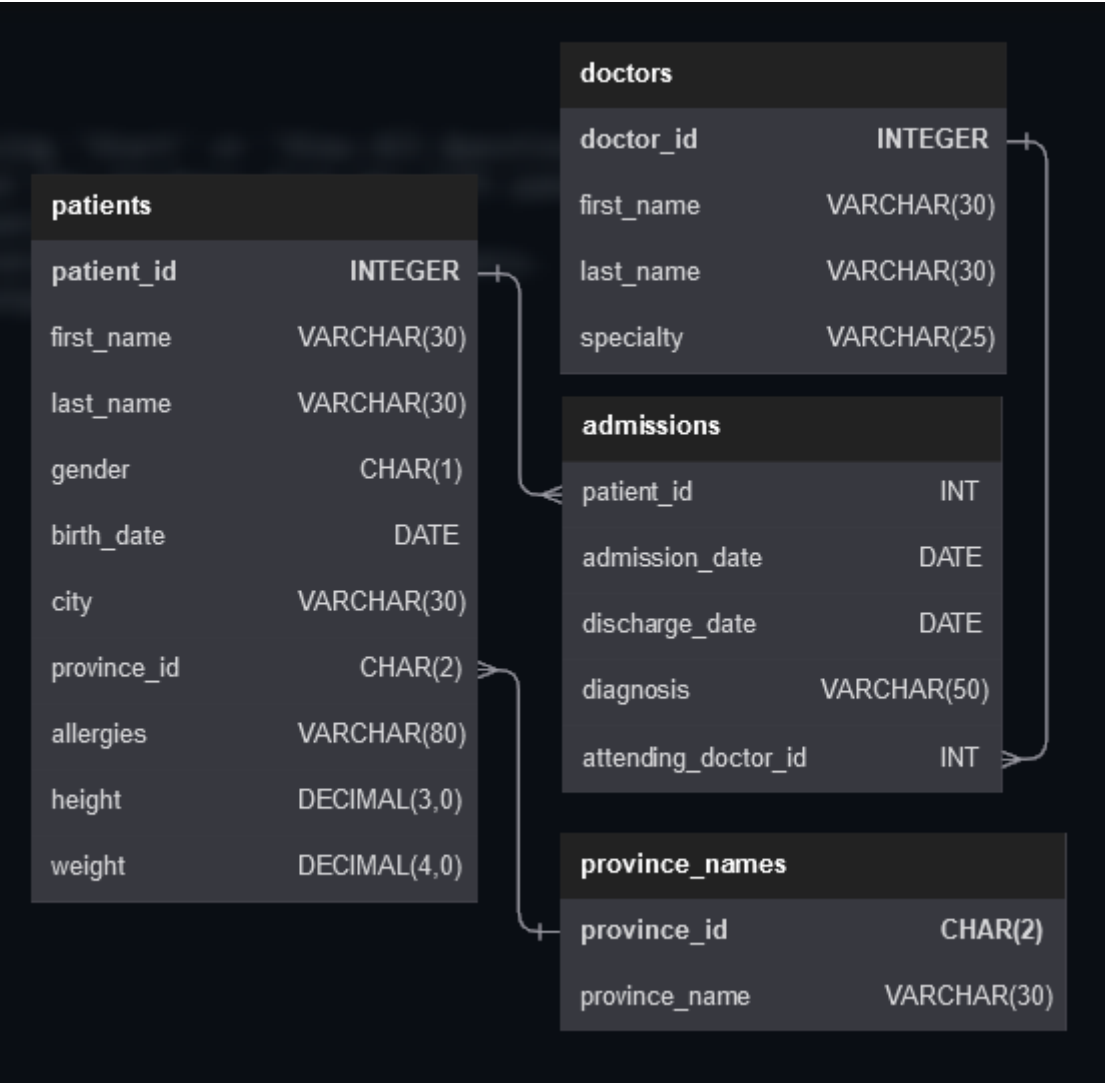 doctors
doctor_id INTEGER
first_name VARCHAR(30)
last_name VARCHAR(30)
specialty VARCHAR(25)
patients
patient_id INTEGER
first_name VARCHAR(30)
last_name VARCHAR(30)
gender CHAR(1)
birth_date DATE
city VARCHAR(30)
province_id CHAR(2)
allergies VARCHAR(80)
height DECIMAL(3,0)
weight DECIMAL(4,0)
admissions
patient_id INT
admission_date DATE
discharge_date DATE
diagnosis VARCHAR(50)
attending_doctor_id INT
province_names
province_id CHAR(2)
province_name VARCHAR(30)